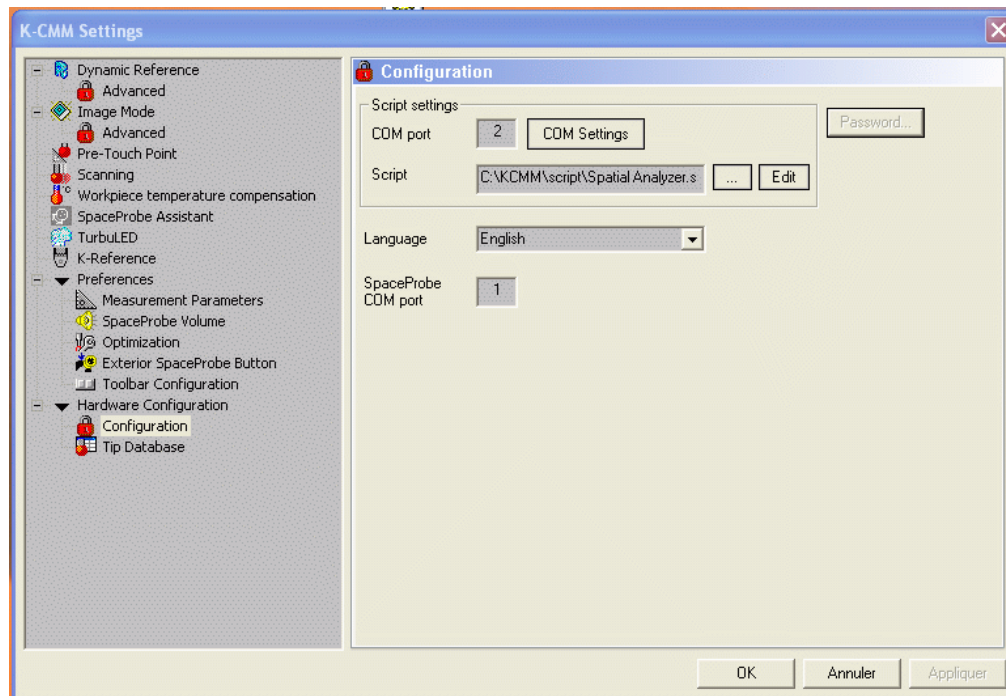 K-CMM Settings
Dynamic Reference
Advanced
Image Mode
Advanced
Pre-Touch Point
Scanning
Workpiece temperature compensation
SpaceProbe Assistant
TurbuLED
K-Reference
Preferences
Measurement Parameters
SpaceProbe Volume
Optimization
Exterior SpaceProbe Button
Toolbar Configuration
Hardware Configuration
Configuration
Tip Database
Configuration
Script settings
COM port 2 COM Settings
Password...
Script C:\KCMM\script\Spatial Analyzer.s ... Edit
Language English
SpaceProbe
COM port 1
OK Annuler Appliquer